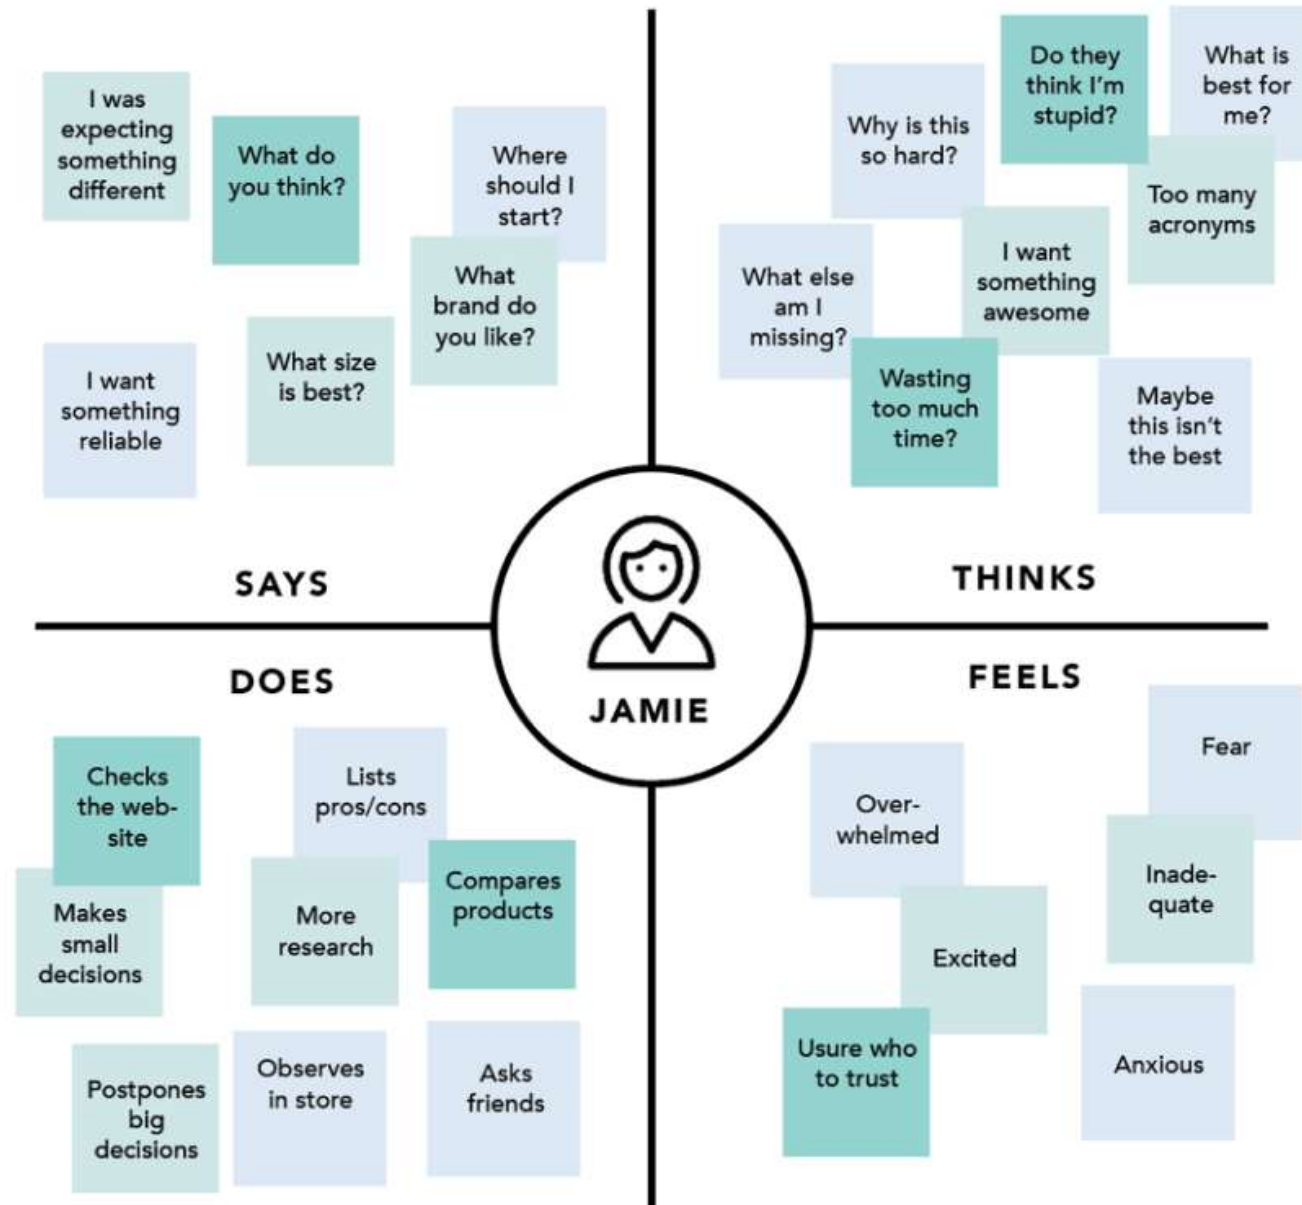 I was
expecting
something
different
What do
you think?
Where
should I
start?
What
brand do
you like?
What size
is best?
I want
something
reliable
SAYS
Do they
think I'm
stupid?
What is
best for
me?
Why is this
so hard?
Too many
acronyms
I want
something
awesome
What else
am I
missing?
Wasting
too much
time?
Maybe
this isn't
the best
THINKS
JAMIE
DOES
Checks
the web-
site
Lists
pros/cons
Compares
products
Makes
small
decisions
More
research
Postpones
big
decisions
Observes
in store
Asks
friends
FEELS
Fear
Over-
whelmed
Inade-
quate
Excited
Usure who
to trust
Anxious